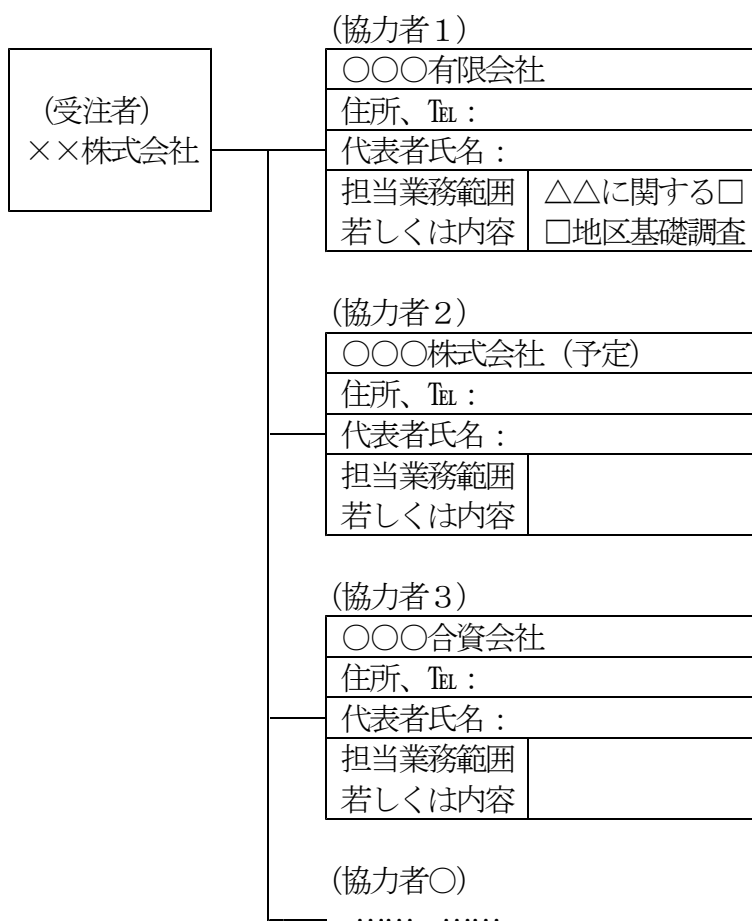 (協力者１)
○○○有限会社
(受注者)
××株式会社
住所、℡：
代表者氏名：
担当業務範囲
若しくは内容
△△に関する□
□地区基礎調査
(協力者２)
○○○株式会社（予定）
住所、℡：
代表者氏名：
担当業務範囲
若しくは内容
(協力者３)
○○○合資会社
住所、℡：
代表者氏名：
担当業務範囲
若しくは内容
(協力者○)
……　……